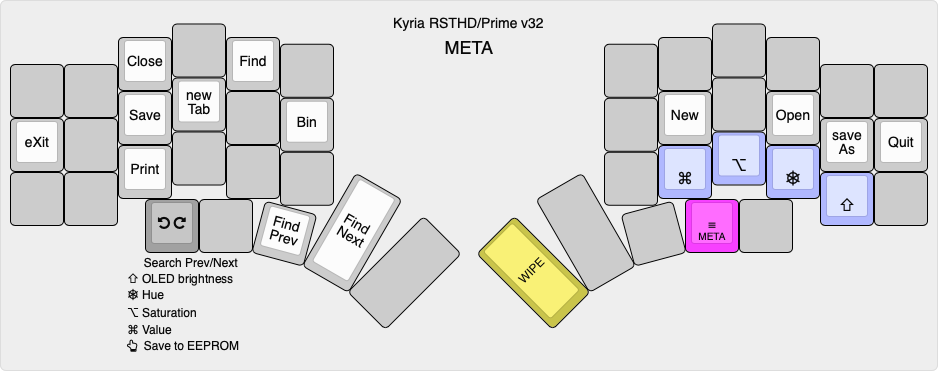 Kyria RSTHD/Prime v32
META
Close
Find
new
Tab
Save
Bin
eXit
Print
New
Open
save
As
Quit
⌘
⌥
❄
⇧
Find
Prev
Find
Next
WIPE
≡
META
Search Prev/Next
⇧ OLED brightness
❄ Hue
⌥ Saturation
⌘ Value
Save to EEPROM